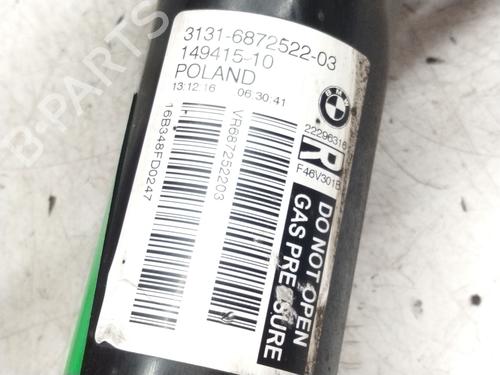 3131-6872522-03
149415-10
POLAND
13:12:16 06:30:41
BMW
22296316
R
F46V301B
16B348FD0247
VR687252203
DO NOT OPEN
GAS PRESSURE
B-PARTS